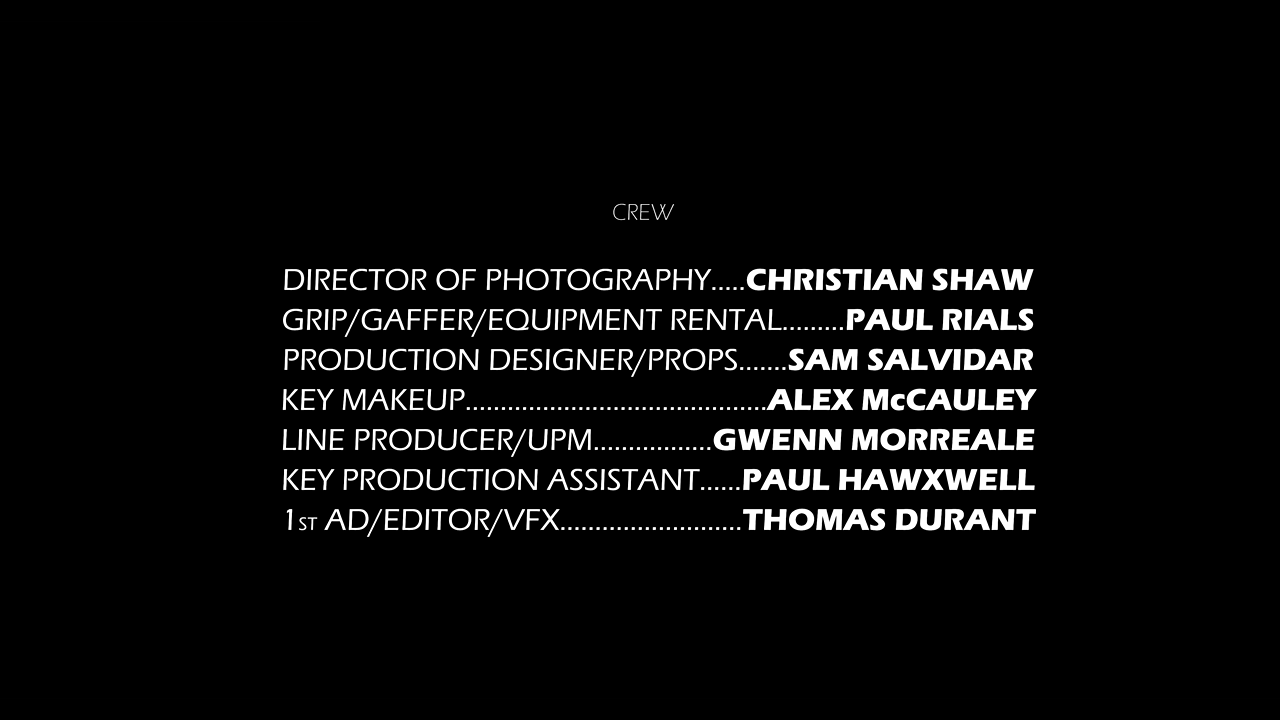 CREW
DIRECTOR OF PHOTOGRAPHY.....CHRISTIAN SHAW
GRIP/GAFFER/EQUIPMENT RENTAL.........PAUL RIALS
PRODUCTION DESIGNER/PROPS.......SAM SALVIDAR
KEY MAKEUP...........................................ALEX McCAULEY
LINE PRODUCER/UPM.................GWENN MORREALE
KEY PRODUCTION ASSISTANT......PAUL HAWXWELL
1ST AD/EDITOR/VFX..........................THOMAS DURANT